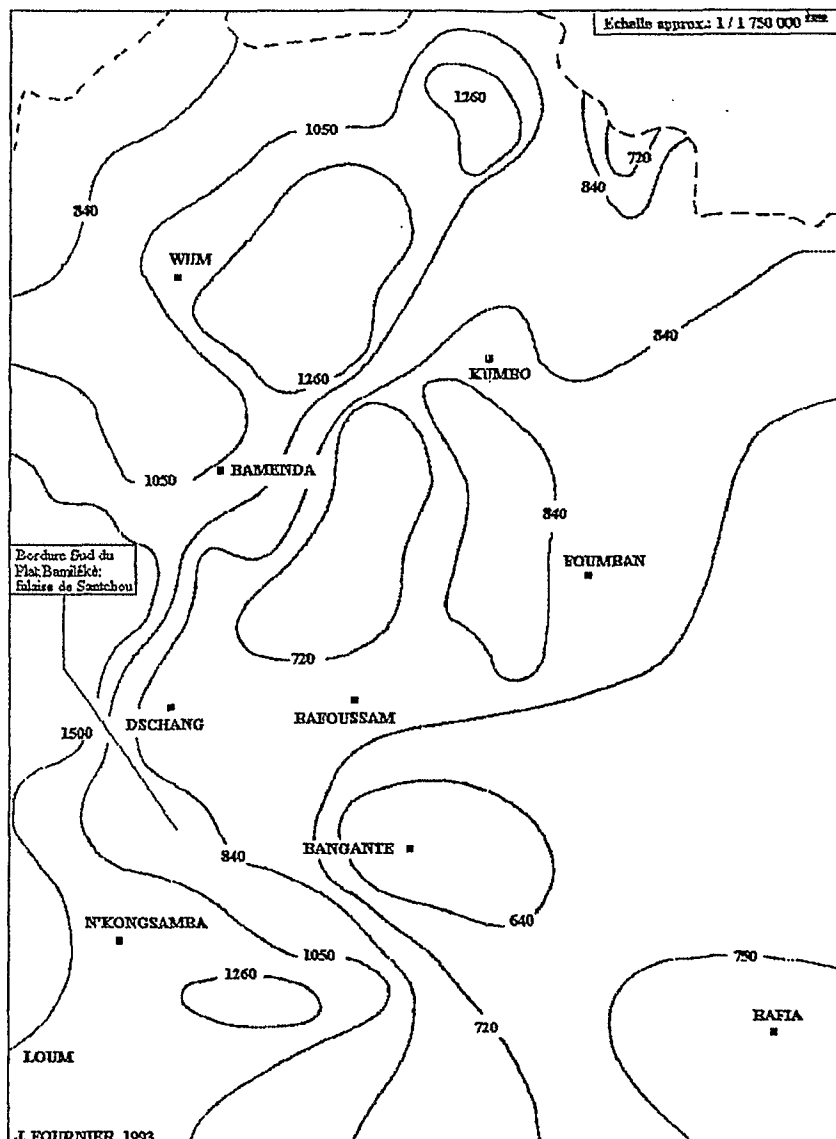 Echelle approx.: 1 / 1 750 000
1260
1050
720
840
840
WUM
840
KUMBO
1260
1050
BAMENDA
840
Bordure Sud du
Plat. Bamiléké:
falaise de Santchou
FOUMBAN
720
DSCHANG
BAFOUSSAM
1500
840
BANGANTE
640
N'KONGSAMBA
1050
750
1260
BAFIA
720
LOUM
J. FOURNIER, 1993